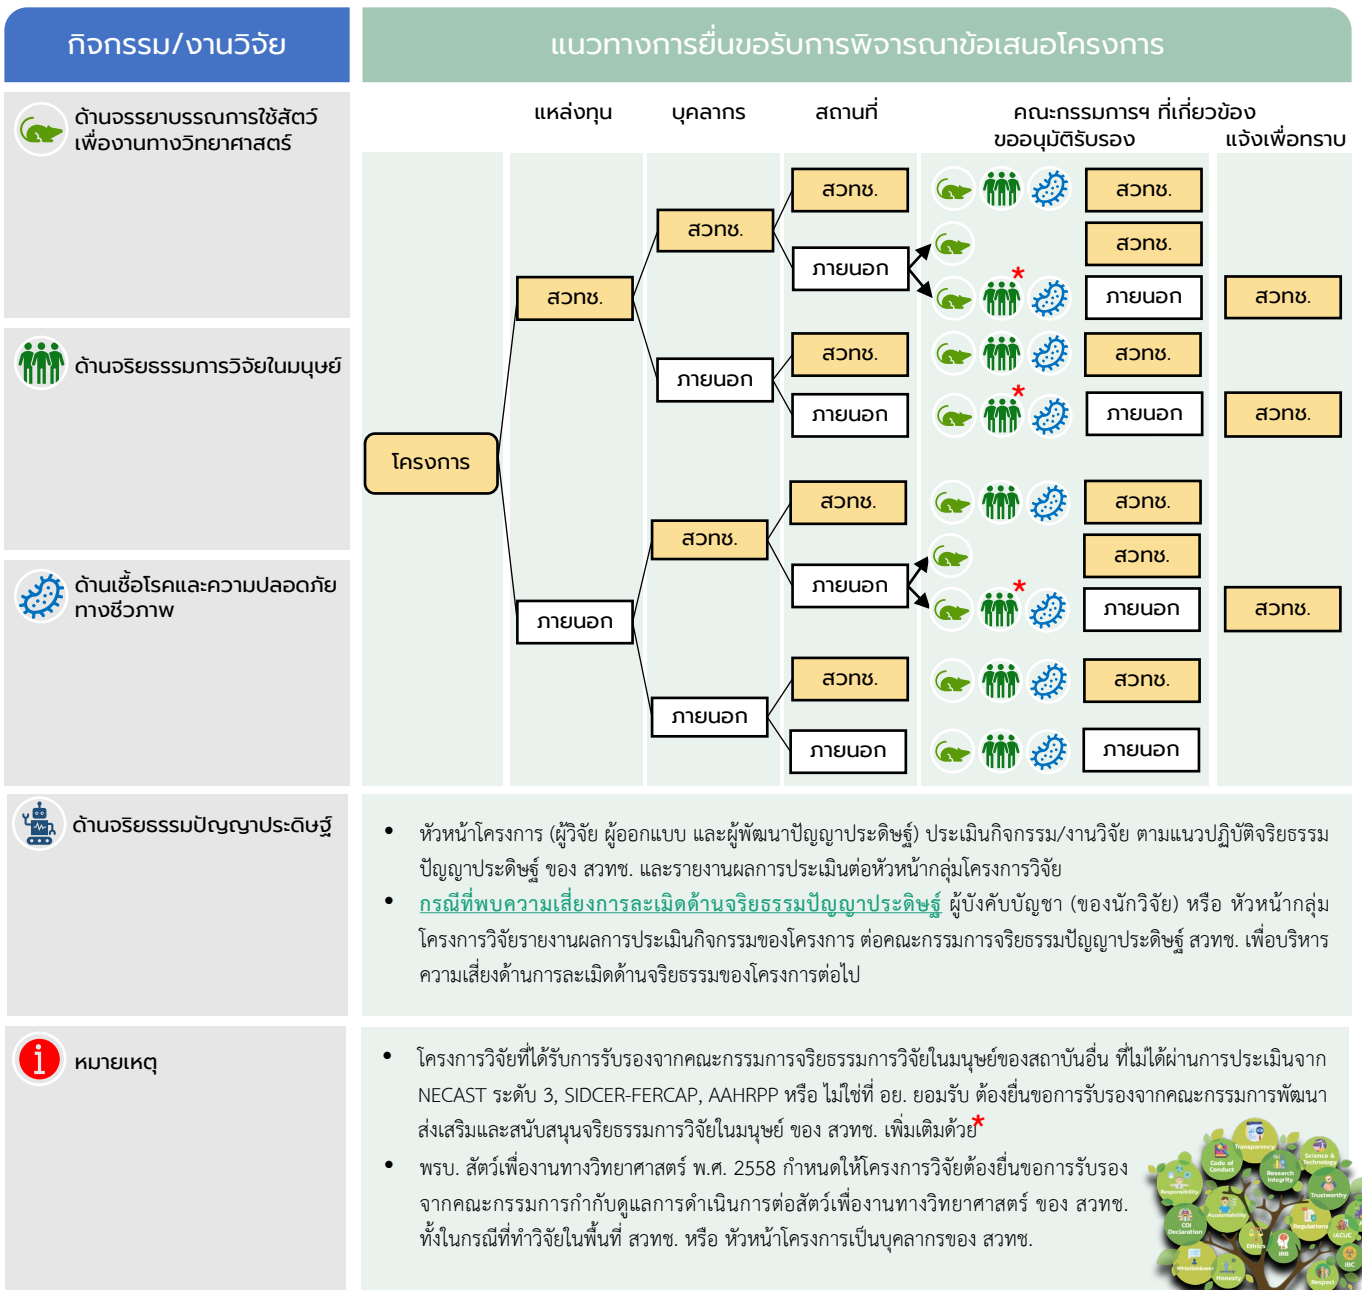 กิจกรรม/งานวิจัย
แนวทางการยื่นขอรับการพิจารณาข้อเสนอโครงการ
ด้านจรรยาบรรณการใช้สัตว์
เพื่องานทางวิทยาศาสตร์
แหล่งทุน
บุคลากร
สถานที่
คณะกรรมการฯ ที่เกี่ยวข้อง
ขออนุมัติรับรอง
แจ้งเพื่อทราบ
สวทช.
สวทช.
สวทช.
สวทช.
ภายนอก
สวทช.
*
ภายนอก
สวทช.
ด้านจริยธรรมการวิจัยในมนุษย์
สวทช.
สวทช.
ภายนอก
ภายนอก
*
ภายนอก
สวทช.
โครงการ
สวทช.
สวทช.
สวทช.
สวทช.
ด้านเชื้อโรคและความปลอดภัย
ทางชีวภาพ
ภายนอก
*
ภายนอก
สวทช.
ภายนอก
สวทช.
สวทช.
ภายนอก
ภายนอก
ภายนอก
ด้านจริยธรรมปัญญาประดิษฐ์
• หัวหน้าโครงการ (ผู้วิจัย ผู้ออกแบบ และผู้พัฒนาปัญญาประดิษฐ์) ประเมินกิจกรรม/งานวิจัย ตามแนวปฏิบัติจริยธรรม
ปัญญาประดิษฐ์ ของ สวทช. และรายงานผลการประเมินต่อหัวหน้ากลุ่มโครงการวิจัย
• กรณีที่พบความเสี่ยงการละเมิดด้านจริยธรรมปัญญาประดิษฐ์ ผู้บังคับบัญชา (ของนักวิจัย) หรือ หัวหน้ากลุ่ม
โครงการวิจัยรายงานผลการประเมินกิจกรรมของโครงการ ต่อคณะกรรมการจริยธรรมปัญญาประดิษฐ์ สวทช. เพื่อบริหาร
ความเสี่ยงด้านการละเมิดด้านจริยธรรมของโครงการต่อไป
i
หมายเหตุ
• โครงการวิจัยที่ได้รับการรับรองจากคณะกรรมการจริยธรรมการวิจัยในมนุษย์ของสถาบันอื่น ที่ไม่ได้ผ่านการประเมินจาก
NECAST ระดับ 3, SIDCER-FERCAP, AAHRPP หรือ ไม่ใช่ที่ อย. ยอมรับ ต้องยื่นขอการรับรองจากคณะกรรมการพัฒนา
ส่งเสริมและสนับสนุนจริยธรรมการวิจัยในมนุษย์ ของ สวทช. เพิ่มเติมด้วย*
• พรบ. สัตว์เพื่องานทางวิทยาศาสตร์ พ.ศ. 2558 กำหนดให้โครงการวิจัยต้องยื่นขอการรับรอง
จากคณะกรรมการกำกับดูแลการดำเนินการต่อสัตว์เพื่องานทางวิทยาศาสตร์ ของ สวทช.
ทั้งในกรณีที่ทำวิจัยในพื้นที่ สวทช. หรือ หัวหน้าโครงการเป็นบุคลากรของ สวทช.
Transparency
Code of
Conduct
Science &
Technology
Research
Integrity
Responsibility
Trustworthy
Accountability
COI
Declaration
Regulations
IACUC
Ethics
IRB
IBC
Whistleblower
Honesty
Respect